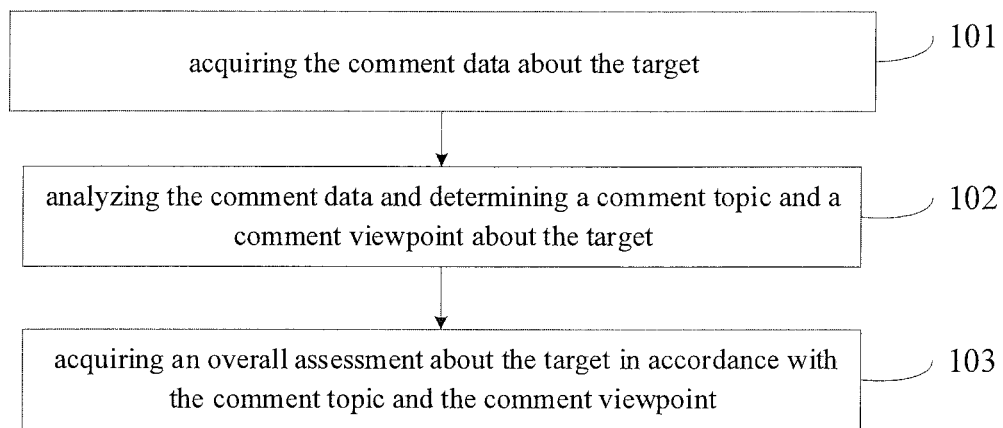 acquiring the comment data about the target
101
analyzing the comment data and determining a comment topic and a
comment viewpoint about the target
102
acquiring an overall assessment about the target in accordance with
the comment topic and the comment viewpoint
103